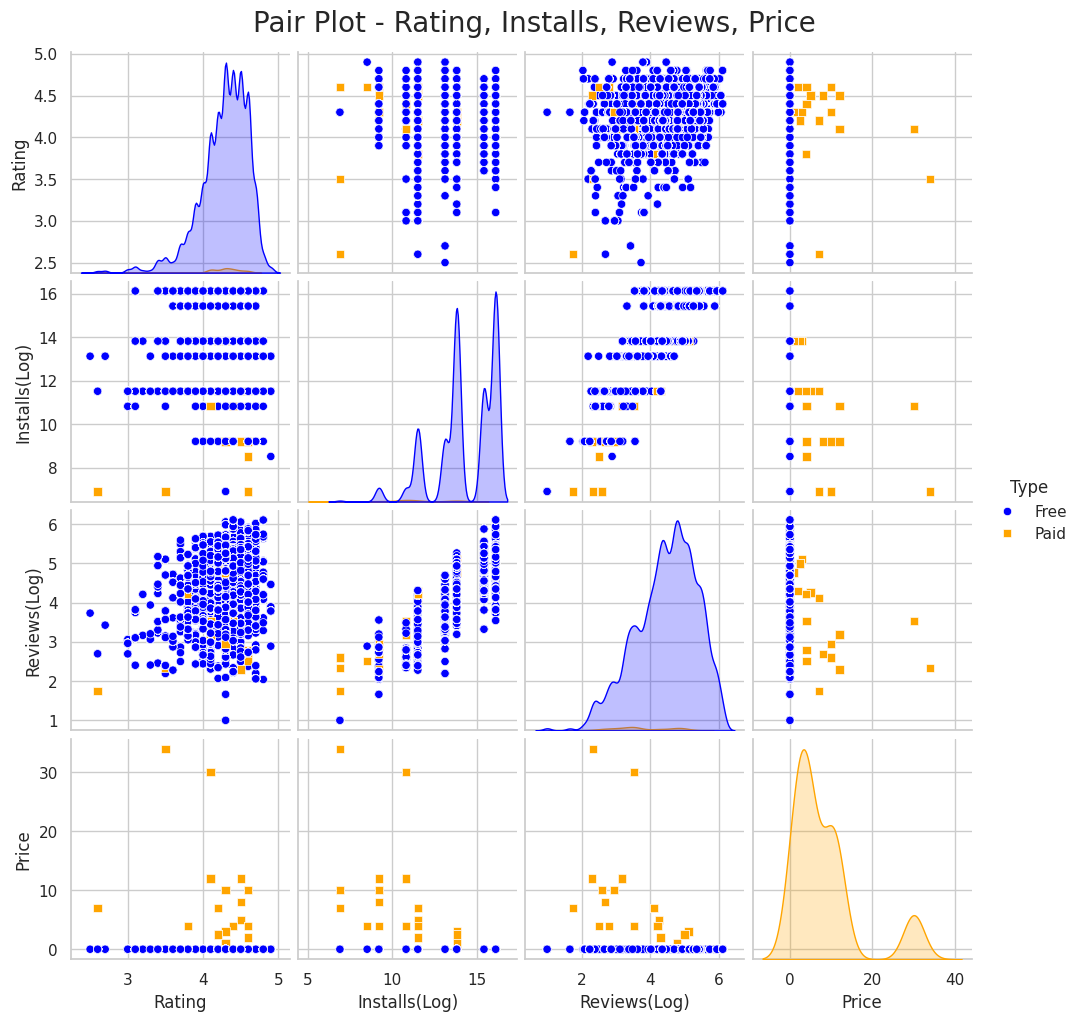 Pair Plot - Rating, Installs, Reviews, Price
5.0
4.5
4.0
3.5
3.0
2.5
Rating
16
14
12
10
8
Installs(Log)
Type
Free
Paid
6
5
4
3
2
1
Reviews(Log)
30
20
10
0
Price
3 4 5 5 10 15 2 4 6 0 20 40
Rating Installs(Log) Reviews(Log) Price